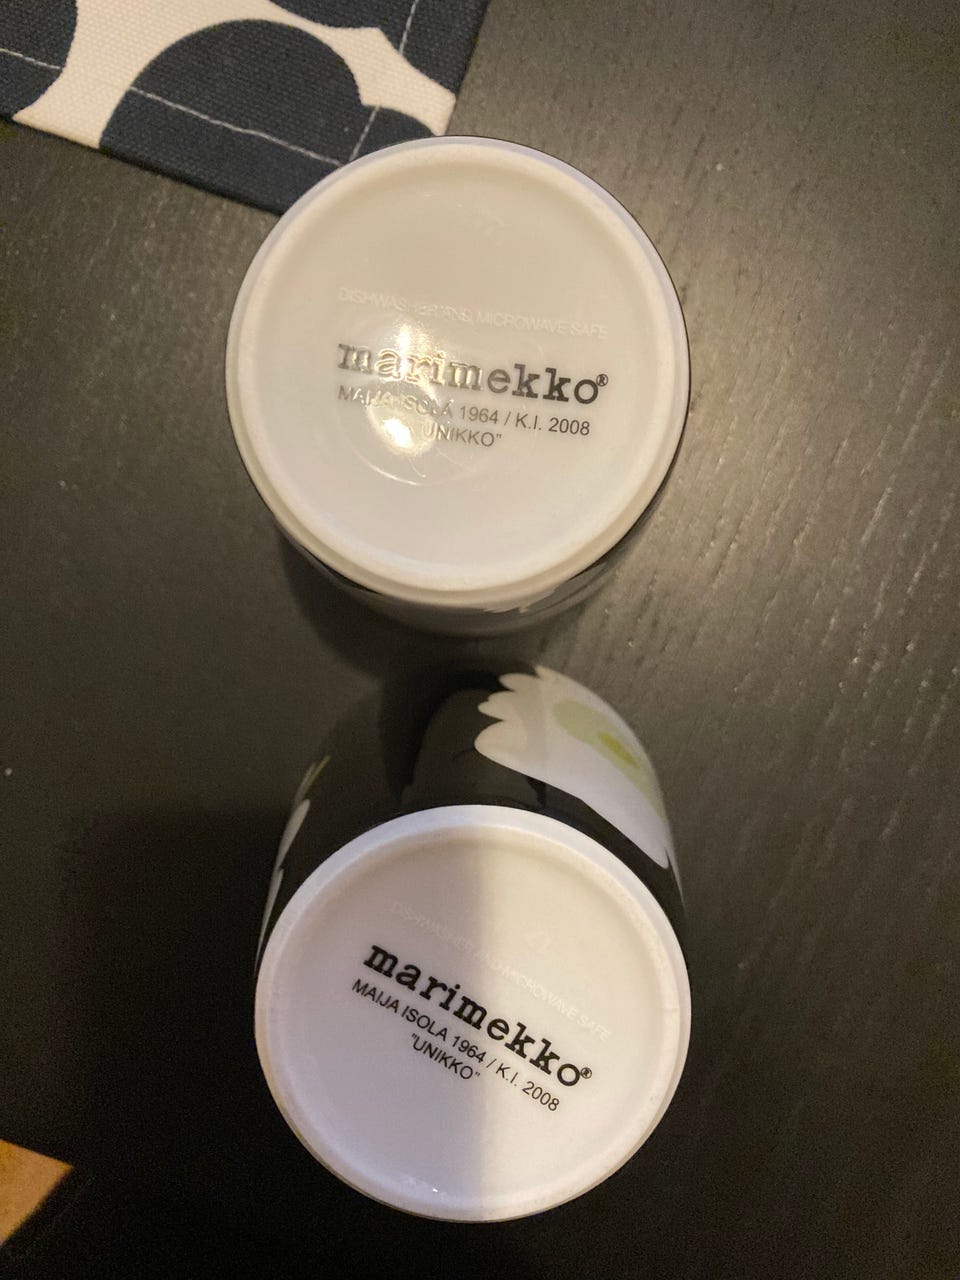 DISHWASHER AND MICROWAVE SAFE
marimekko®
MAIJA ISOLA 1964 / K.I. 2008
"UNIKKO"
DISHWASHER AND MICROWAVE SAFE
marimekko®
MAIJA ISOLA 1964 / K.I. 2008
"UNIKKO"